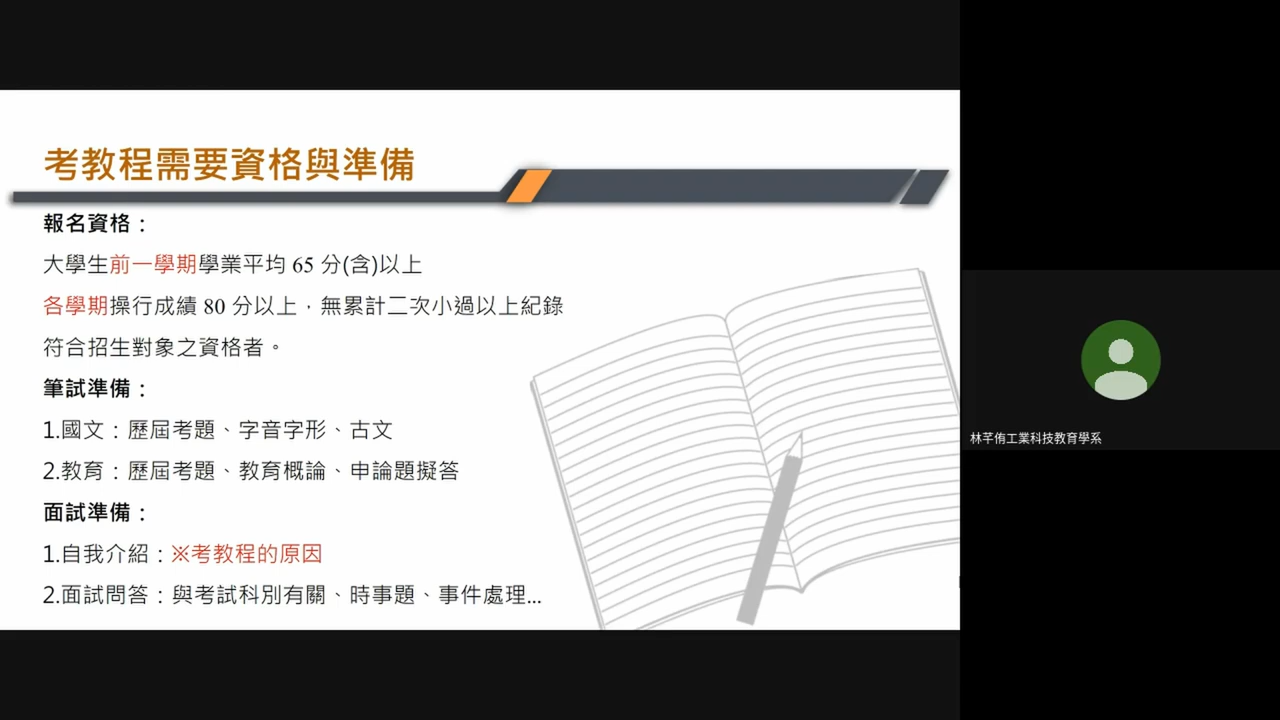 考教程需要資格與準備
報名資格：
大學生前一學期學業平均 65 分(含)以上
各學期操行成績 80 分以上，無累計二次小過以上紀錄
符合招生對象之資格者。
筆試準備：
1.國文：歷屆考題、字音字形、古文
2.教育：歷屆考題、教育概論、申論題擬答
面試準備：
1.自我介紹：※考教程的原因
2.面試問答：與考試科別有關、時事題、事件處理...
林芊侑工業科技教育學系